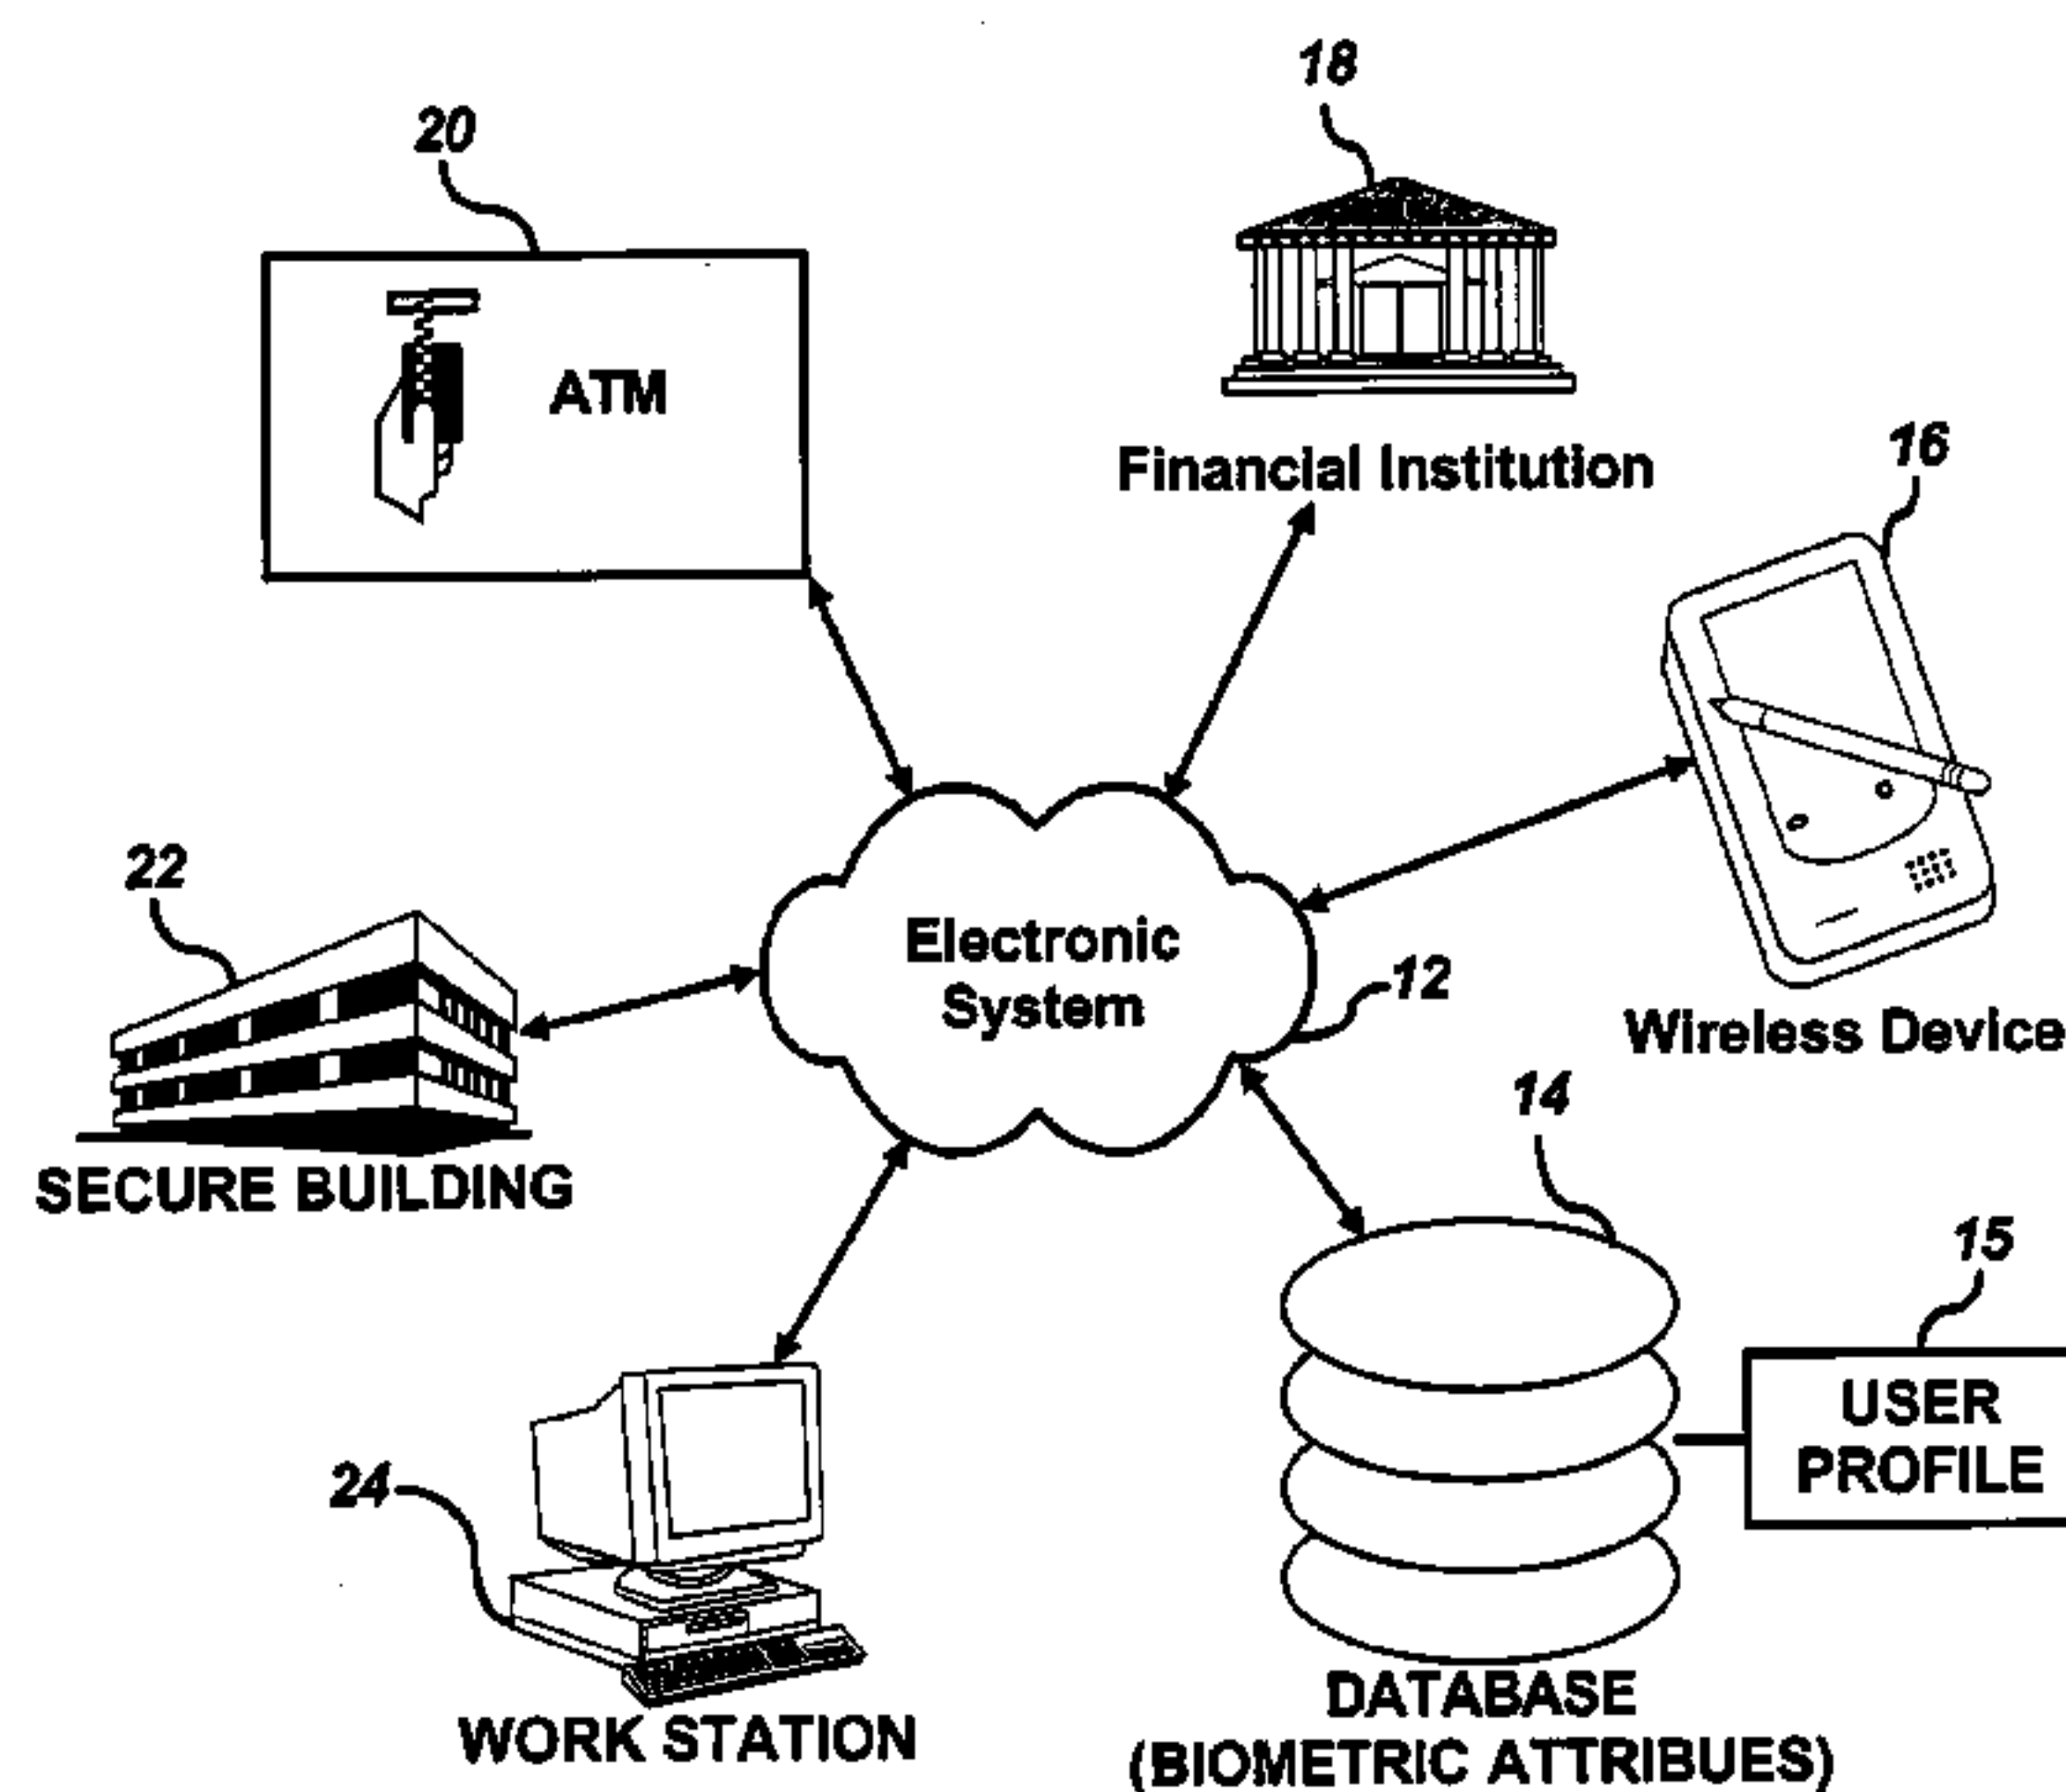 18
20
ATM
Financial Institution
16
22
Electronic
System
12
Wireless Device
14
SECURE BUILDING
15
USER
PROFILE
24
DATABASE
WORK STATION
(BIOMETRIC ATTRIBUES)